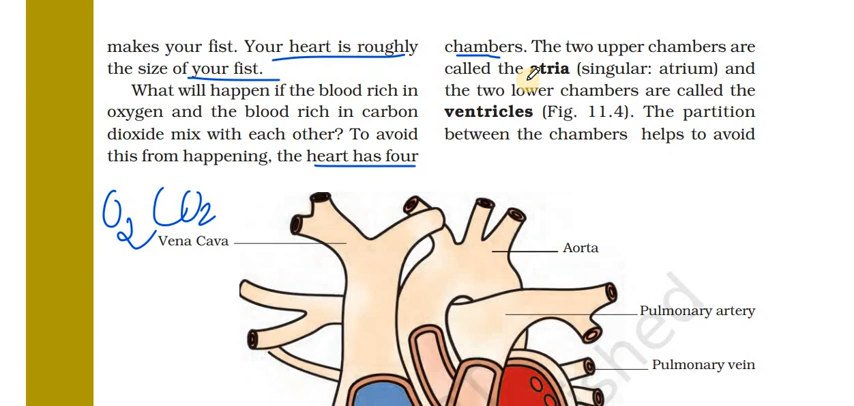 makes your fist. Your heart is roughly
the size of your fist.
What will happen if the blood rich in
oxygen and the blood rich in carbon
dioxide mix with each other? To avoid
this from happening, the heart has four
chambers. The two upper chambers are
called the atria (singular: atrium) and
the two lower chambers are called the
ventricles (Fig. 11.4). The partition
between the chambers helps to avoid
O2 CO2
Vena Cava
Aorta
Pulmonary artery
Pulmonary vein